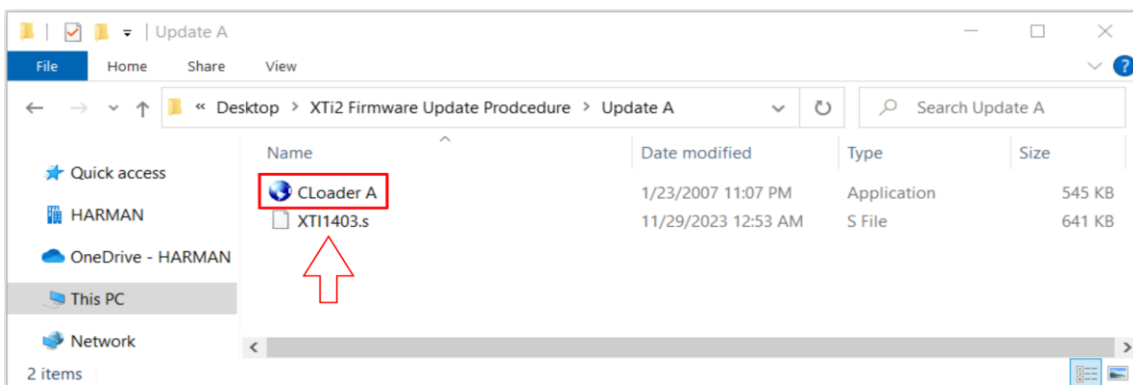 Update A
File Home Share View
« Desktop > XTi2 Firmware Update Prodcedure > Update A Search Update A
Name Date modified Type Size
Quick access
CLoader A 1/23/2007 11:07 PM Application 545 KB
HARMAN
XTI1403.s 11/29/2023 12:53 AM S File 641 KB
OneDrive - HARMAN
This PC
Network
2 items